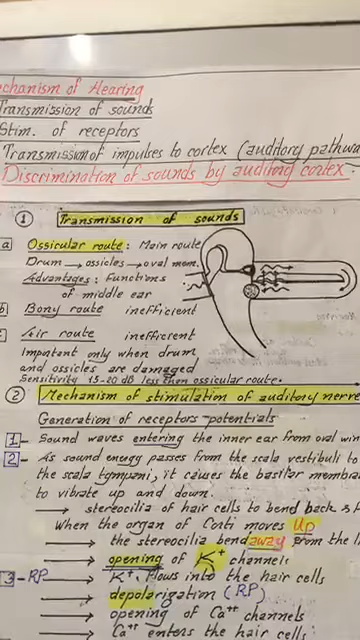 Mechanism of Hearing
Transmission of sounds
Stim. of receptors
Transmission of impulses to cortex (auditory pathwa
Discrimination of sounds by auditory cortex.
1 Transmission of sounds
a Ossicular route: Main route
Drum → ossicles → oval mem.
Advantages: Functions
of middle ear
b Bony route inefficient
Air route inefficient
Important only when drum
and ossicles are damaged
Sensitivity 15-20 dB less then ossicular route.
2 Mechanism of stimulation of auditory nerve
Generation of receptors potentials
1- Sound waves entering the inner ear from oval win
2- As sound energy passes from the scala vestibuli to
the scala tympani, it causes the basilar membra
to vibrate up and down.
→ stereocilia of hair cells to bend back &
When the organ of Corti moves Up
→ the stereocilia bend away from the
→ opening of K+ channels
3- RP → K+ flows into the hair cells
→ depolarization (RP)
→ opening of Ca++ channels
→ Ca++ enters the hair cells